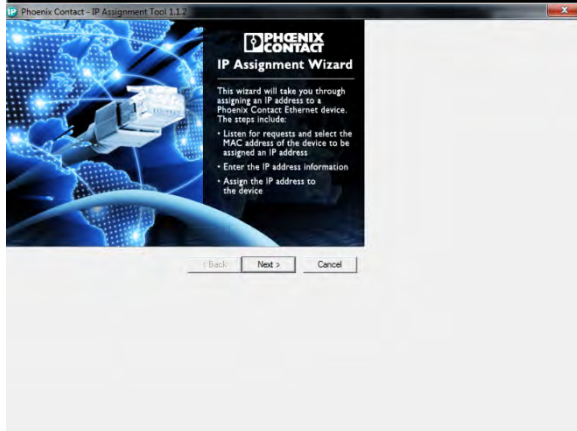 IP Phoenix Contact - IP Assignment Tool 1.1.2
PHŒNIX
CONTACT
IP Assignment Wizard
This wizard will take you through
assigning an IP address to a
Phoenix Contact Ethernet device.
The steps include:
• Listen for requests and select the
MAC address of the device to be
assigned an IP address
• Enter the IP address information
• Assign the IP address to
the device
< Back
Next >
Cancel